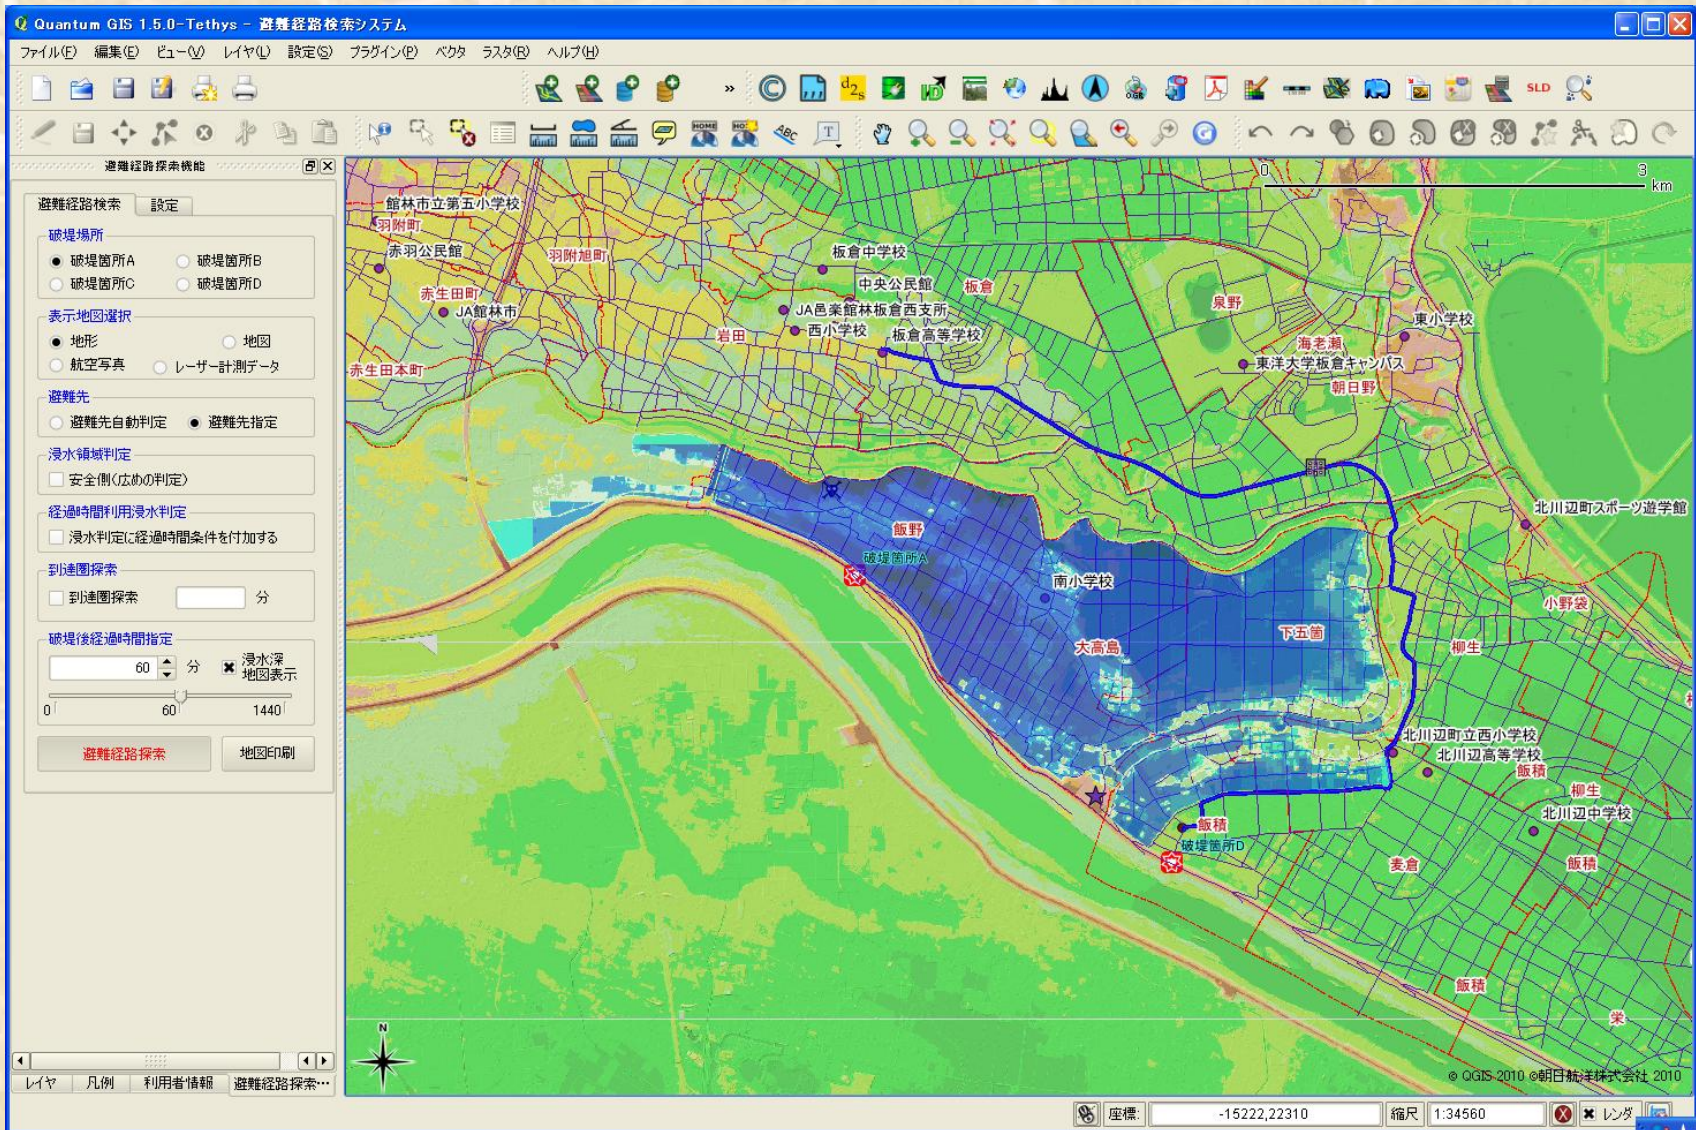 Quantum GIS 1.5.0-Tethys - 避難経路検索システム
ファイル(F) 編集(E) ビュー(V) レイヤ(L) 設定(S) プラグイン(P) ベクタ ラスタ(R) ヘルプ(H)
»
d2s
SLD
HOME
ABC
T
避難経路探索機能
避難経路検索 設定
破堤場所
破堤箇所A 破堤箇所B
破堤箇所C 破堤箇所D
表示地図選択
地形 地図
航空写真 レーザー計測データ
避難先
避難先自動判定 避難先指定
浸水領域判定
安全側(広めの判定)
経過時間利用浸水判定
浸水判定に経過時間条件を付加する
到達圏探索
到達圏探索 分
破堤後経過時間指定
60 分 浸水深
地図表示
0 60 1440
避難経路探索 地図印刷
レイヤ 凡例 利用者情報 避難経路探索…
0 3
km
館林市立第五小学校
羽附町
赤羽公民館
羽附旭町
板倉中学校
中央公民館
板倉
赤生田町
JA館林市
JA邑楽館林板倉西支所
泉野
岩田
西小学校
板倉高等学校
東小学校
海老瀬
赤生田本町
東洋大学板倉キャンパス
朝日野
北川辺町スポーツ遊学館
飯野
破堤箇所A
南小学校
小野袋
大高島
下五箇
柳生
北川辺町立西小学校
北川辺高等学校
飯積
柳生
北川辺中学校
飯積
破堤箇所D
麦倉
飯積
飯積
栄
N
© QGIS 2010 ©朝日航洋株式会社 2010
座標: -15222,22310 縮尺 1:34560 レンダ